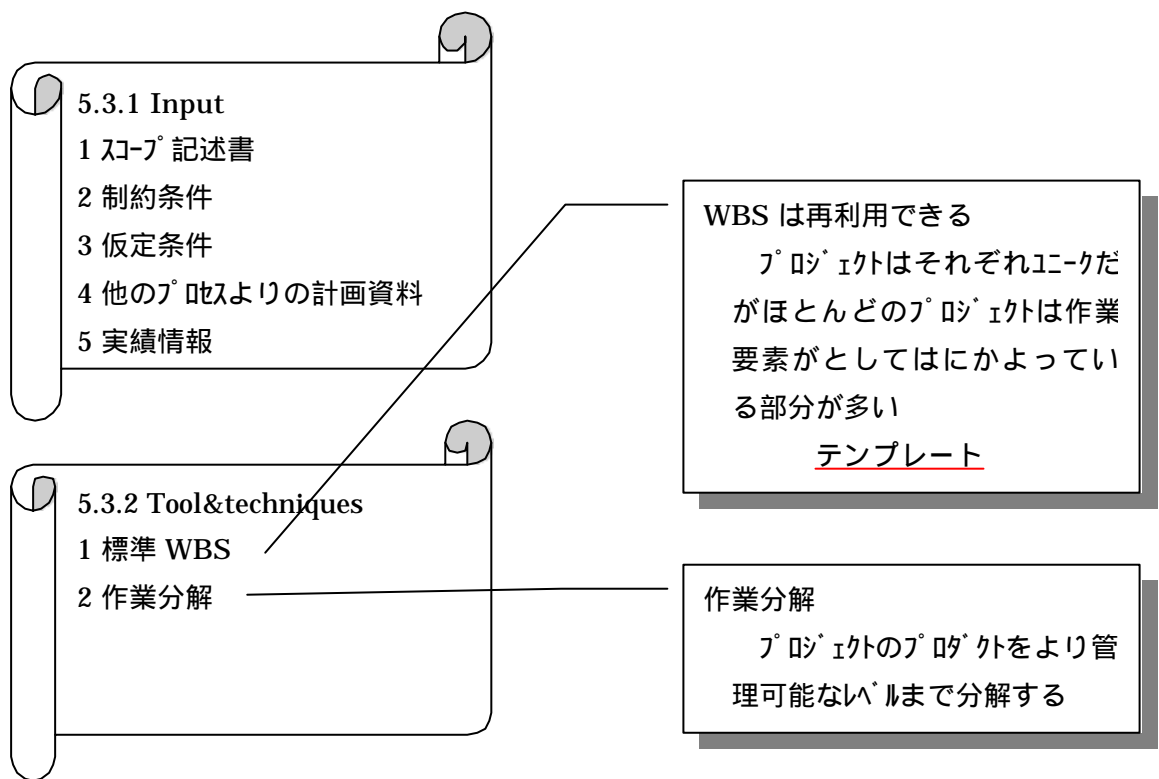 5.3.1 Input
1 ｽｺｰﾌﾟ記述書
2 制約条件
3 仮定条件
4 他のﾌﾟﾛｾｽよりの計画資料
5 実績情報
5.3.2 Tool&techniques
1 標準 WBS
2 作業分解
WBS は再利用できる
ﾌﾟﾛｼﾞｪｸﾄはそれぞれﾕﾆｰｸだ
がほとんどのﾌﾟﾛｼﾞｪｸﾄは作業
要素がとしてはにかよってい
る部分が多い
テンプレート
作業分解
ﾌﾟﾛｼﾞｪｸﾄのﾌﾟﾛﾀﾞｸﾄをより管
理可能なﾚﾍﾞﾙまで分解する